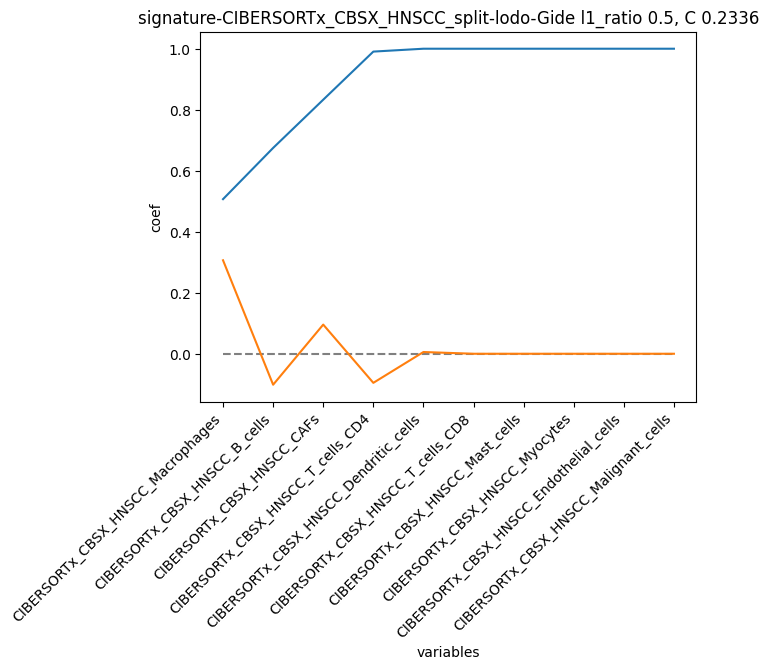 signature-CIBERSORTx_CBSX_HNSCC_split-lodo-Gide l1_ratio 0.5, C 0.2336
1.0
0.8
0.6
0.4
0.2
0.0
coef
CIBERSORTx_CBSX_HNSCC_Macrophages
CIBERSORTx_CBSX_HNSCC_B_cells
CIBERSORTx_CBSX_HNSCC_CAFs
CIBERSORTx_CBSX_HNSCC_T_cells_CD4
CIBERSORTx_CBSX_HNSCC_Dendritic_cells
CIBERSORTx_CBSX_HNSCC_T_cells_CD8
CIBERSORTx_CBSX_HNSCC_Mast_cells
CIBERSORTx_CBSX_HNSCC_Myocytes
CIBERSORTx_CBSX_HNSCC_Endothelial_cells
CIBERSORTx_CBSX_HNSCC_Malignant_cells
variables